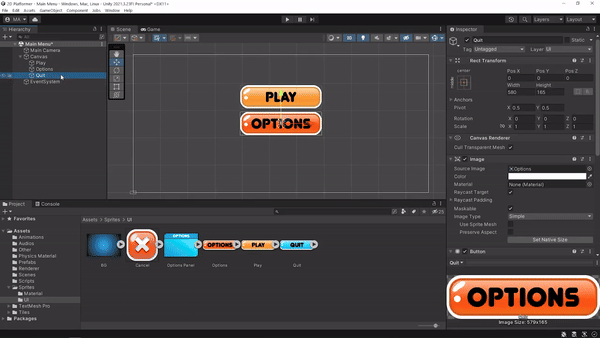 2D Platformer - Main Menu - Windows, Mac, Linux - Unity 2021.3.23f1 Personal* <DX11>
File Edit Assets GameObject Component Jobs Window Help
MA
Layers Layout
Hierarchy
Scene Game
Inspector
All
Main Menu*
Main Camera
Canvas
Play
Options
Quit
EventSystem
PLAY
OPTIONS
Quit Static
Tag Untagged Layer UI
Rect Transform
center
Pos X Pos Y Pos Z
0 0 0
Width Height
580 165
Anchors
Pivot X 0.5 Y 0.5
Rotation X 0 Y 0 Z 0
Scale X 1 Y 1 Z 1
Canvas Renderer
Cull Transparent Mesh
Image
Source Image Options
Color
Material None (Material)
Raycast Target
Raycast Padding
Maskable
Image Type Simple
Use Sprite Mesh
Preserve Aspect
Set Native Size
Button
Quit
OPTIONS
Image Size: 579x165
Project Console
Favorites
Assets
Animations
Audios
Other
Physics Material
Prefabs
Renderer
Scenes
Scripts
Sprites
Material
UI
TextMesh Pro
Tiles
Packages
Assets > Sprites > UI
OPTIONS
OPTIONS
PLAY
QUIT
BG Cancel Options Panel Options Play Quit